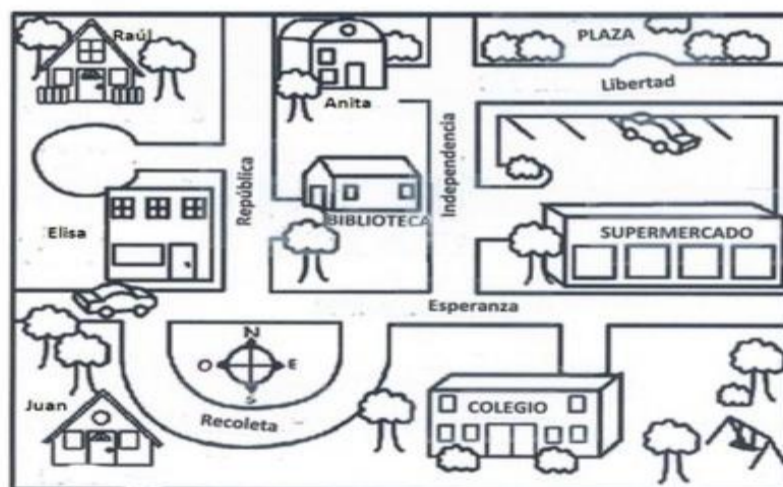 Raúl
PLAZA
Anita
Libertad
República
Independencia
BIBLIOTECA
Elisa
SUPERMERCADO
Esperanza
N
O
E
S
Juan
Recoleta
COLEGIO